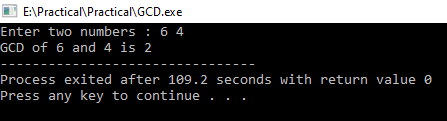 E:\Practical\Practical\GCD.exe
Enter two numbers : 6 4
GCD of 6 and 4 is 2
--------------------------------
Process exited after 109.2 seconds with return value 0
Press any key to continue . . .